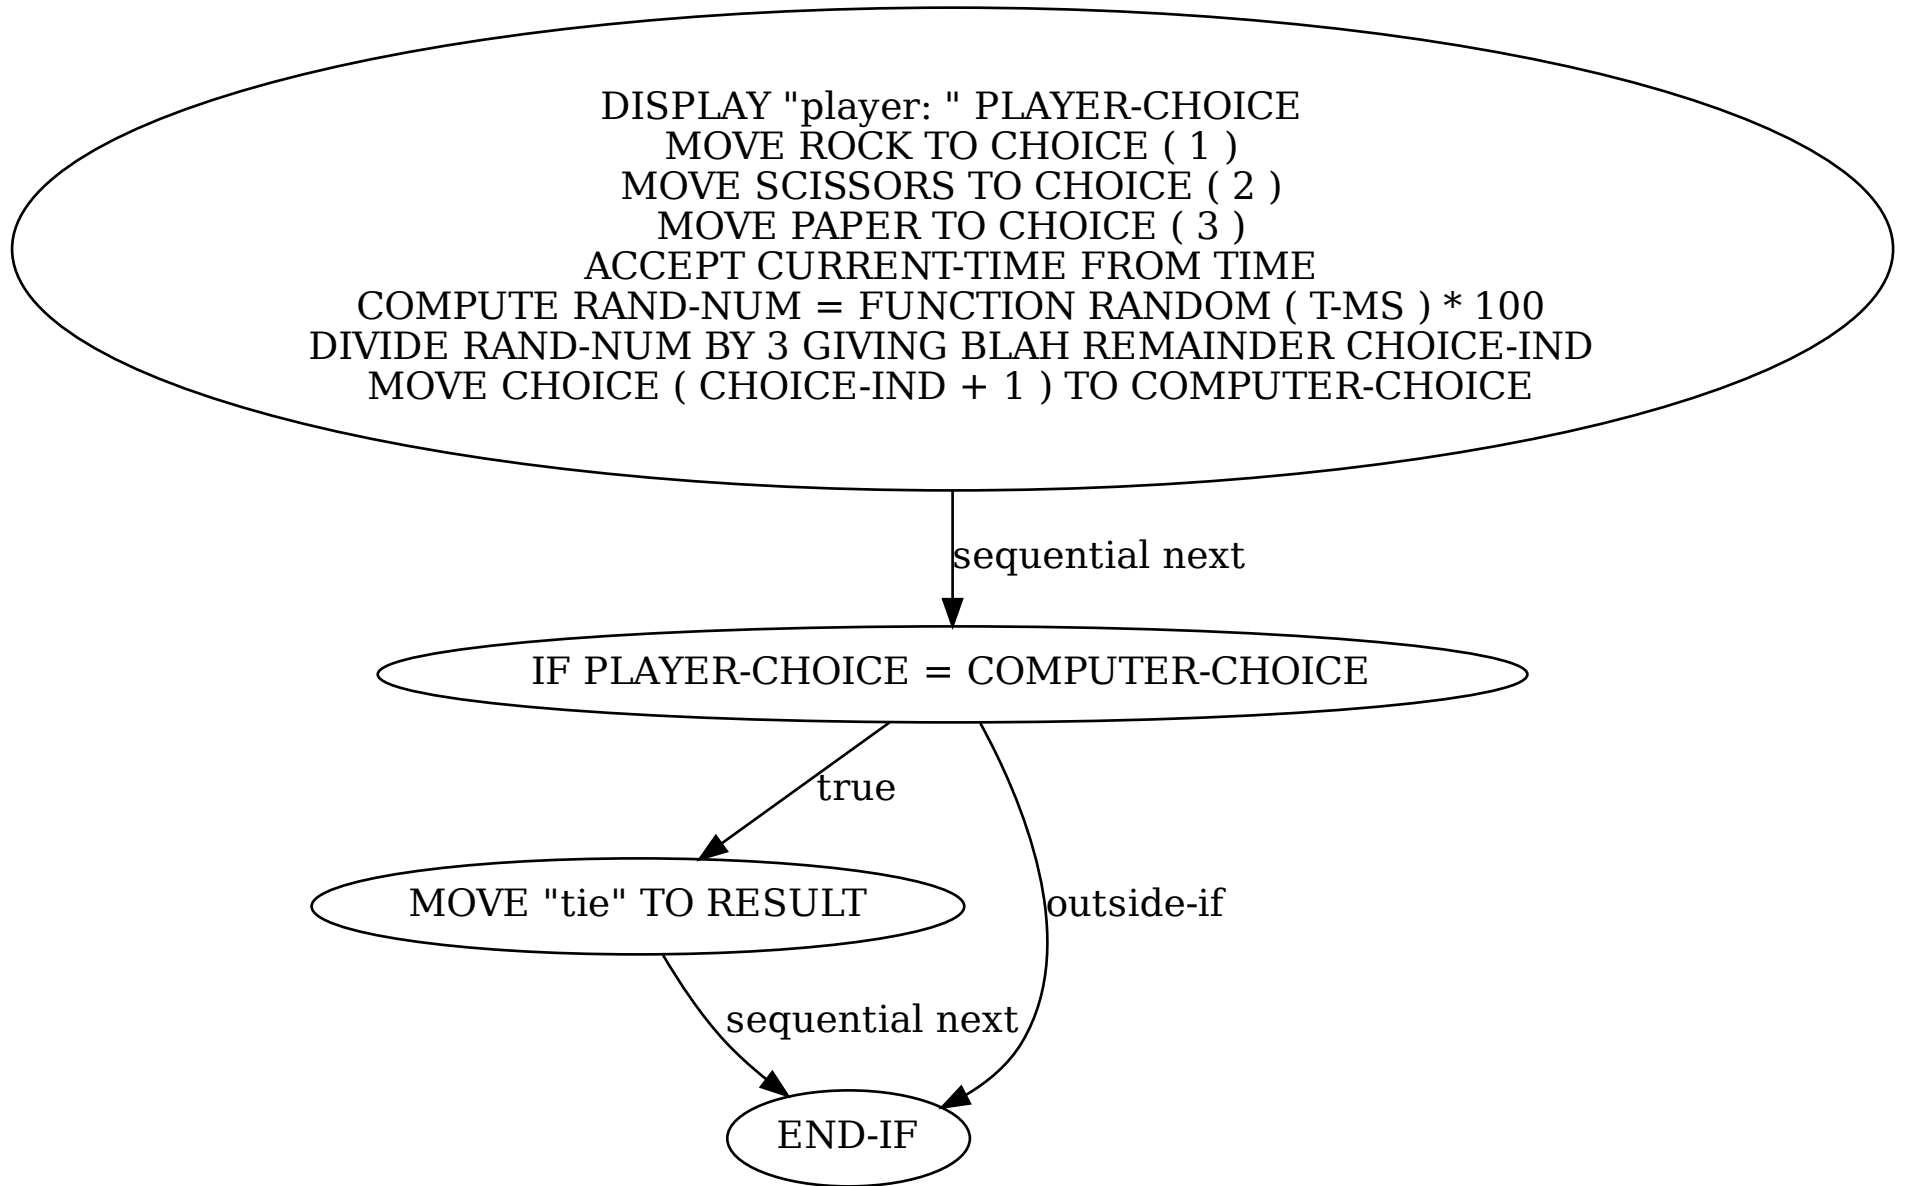 DISPLAY "player: " PLAYER-CHOICE
MOVE ROCK TO CHOICE ( 1 )
MOVE SCISSORS TO CHOICE ( 2 )
MOVE PAPER TO CHOICE ( 3 )
ACCEPT CURRENT-TIME FROM TIME
COMPUTE RAND-NUM = FUNCTION RANDOM ( T-MS ) * 100
DIVIDE RAND-NUM BY 3 GIVING BLAH REMAINDER CHOICE-IND
MOVE CHOICE ( CHOICE-IND + 1 ) TO COMPUTER-CHOICE
sequential next
IF PLAYER-CHOICE = COMPUTER-CHOICE
true
MOVE "tie" TO RESULT
outside-if
sequential next
END-IF